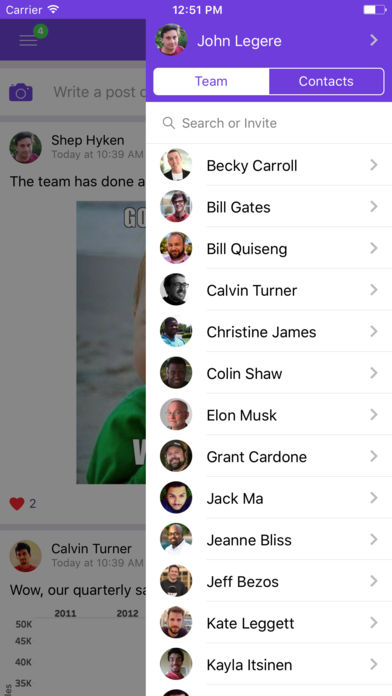 Carrier 12:51 PM
4
John Legere
Team Contacts
Write a post o
Search or Invite
Shep Hyken
Today at 10:39 AM
The team has done a
GO
W
2
Calvin Turner
Today at 10:39 AM
Wow, our quarterly sa
2011 2012
50K
45K
40K
35K
les
Becky Carroll
Bill Gates
Bill Quiseng
Calvin Turner
Christine James
Colin Shaw
Elon Musk
Grant Cardone
Jack Ma
Jeanne Bliss
Jeff Bezos
Kate Leggett
Kayla Itsinen